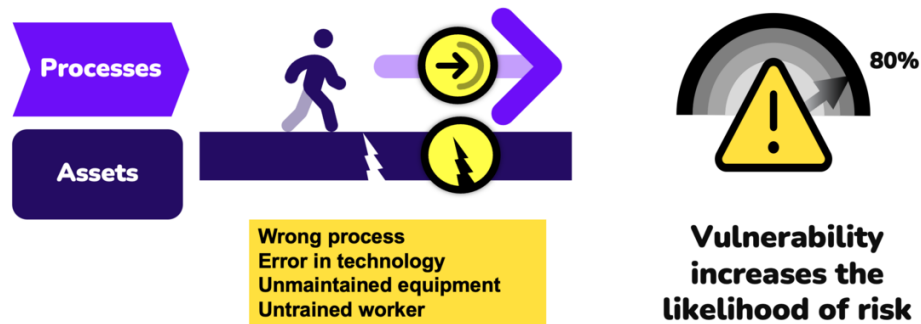 Processes
Assets
Wrong process
Error in technology
Unmaintained equipment
Untrained worker
80%
Vulnerability
increases the
likelihood of risk